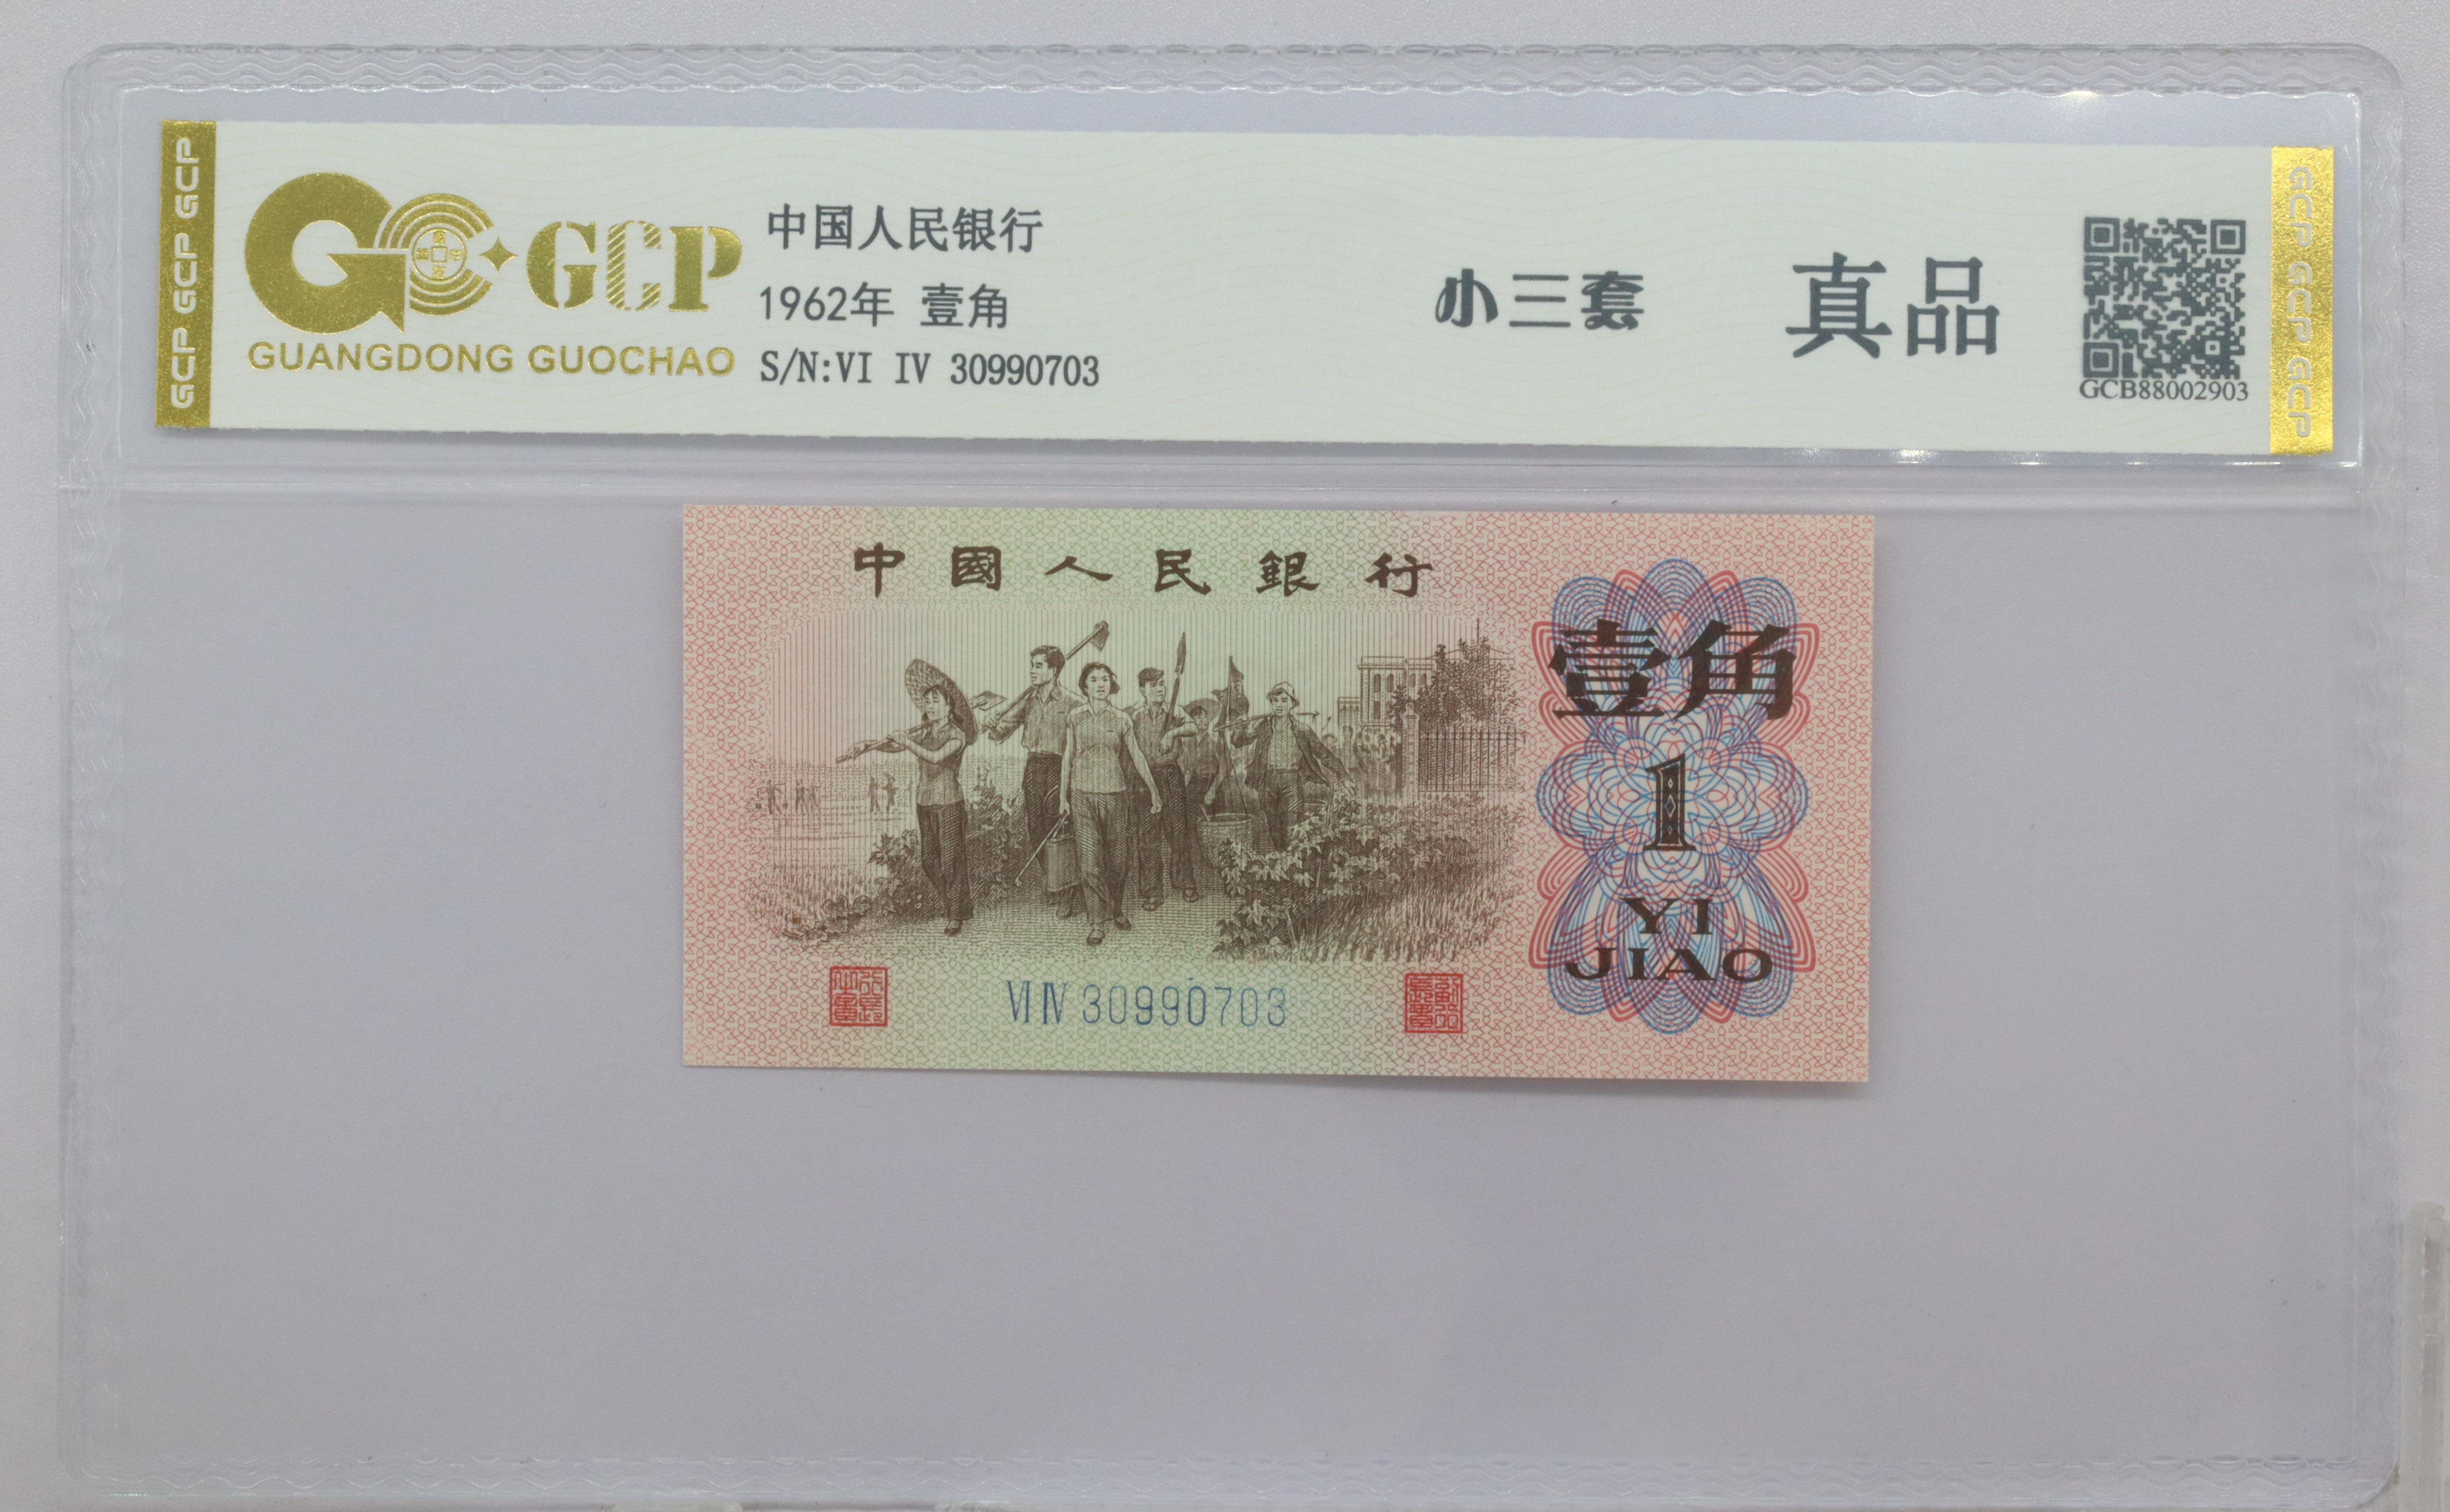 GCP GCP GCP
GCP
GUANGDONG GUOCHAO
中国人民银行
1962年 壹角
S/N:VI IV 30990703
小三套
真品
GCB88002903
GCP GCP GCP
中國人民銀行
壹角
1
YI
JIAO
VI IV 30990703